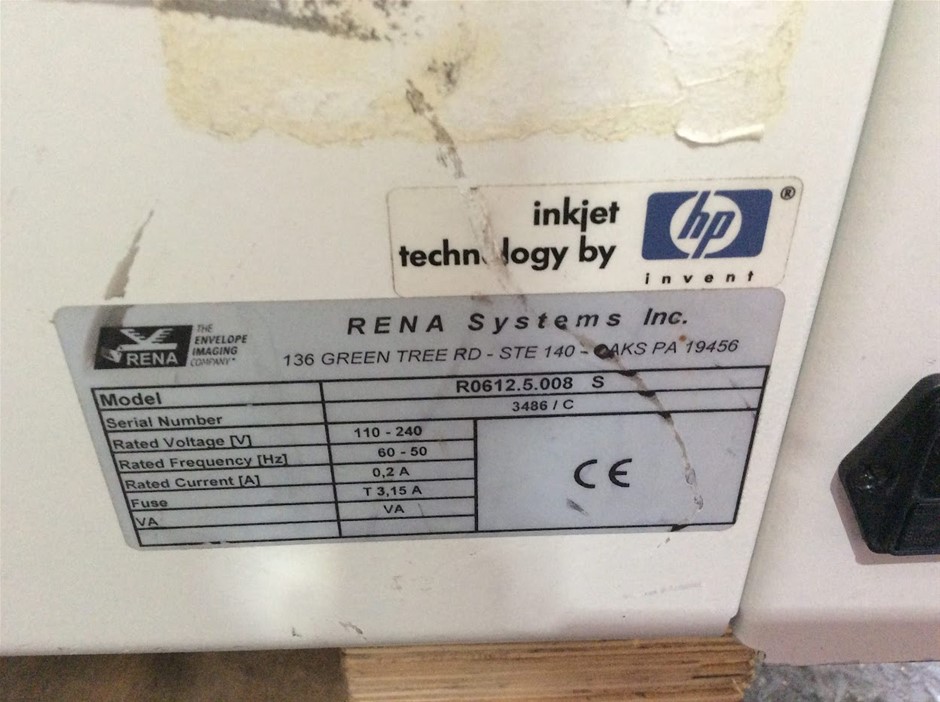 inkjet
technology by
hp ®
invent
RENA
THE
ENVELOPE
IMAGING
COMPANY
RENA Systems Inc.
136 GREEN TREE RD - STE 140 - OAKS PA 19456
Model R0612.5.008 S
Serial Number 3486 / C
Rated Voltage [V] 110 - 240
Rated Frequency [Hz] 60 - 50
Rated Current [A] 0,2 A
Fuse T 3,15 A
VA VA
CE